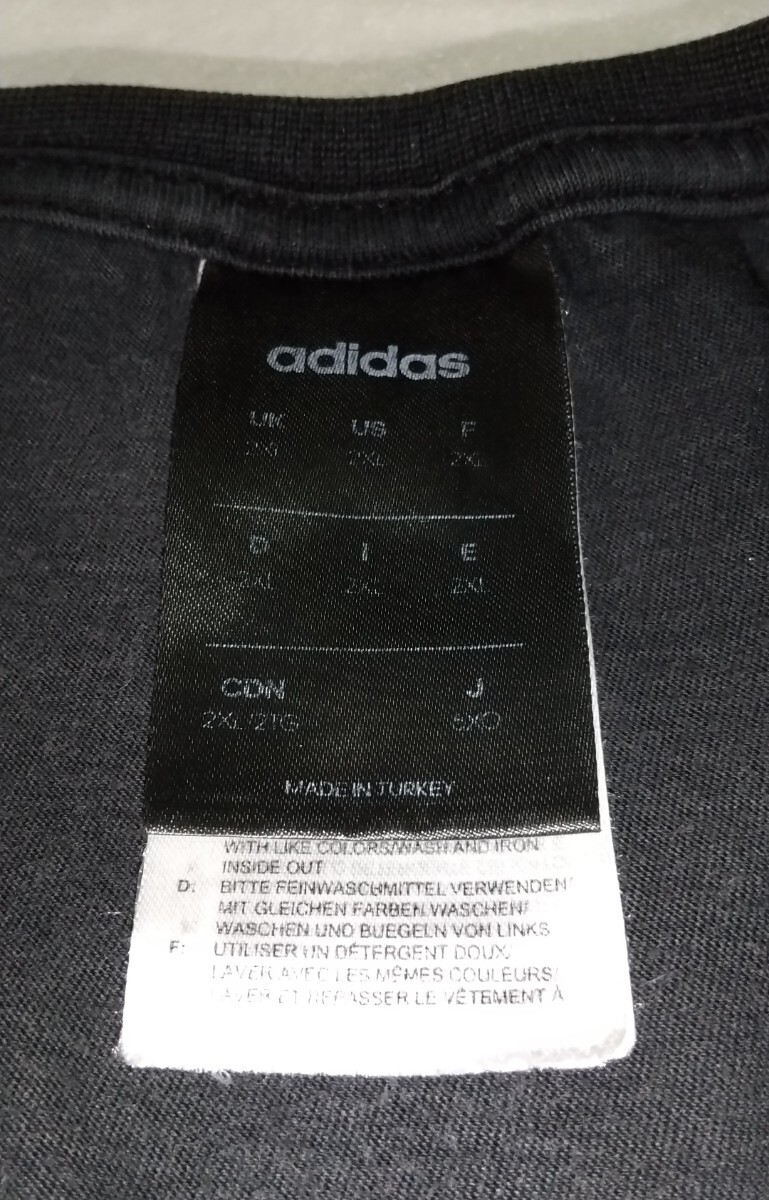 adidas
UK US F
2XL 2XL 2XL
D I E
2XL 2XL 2XL
CDN J
2XL/2TG XO
MADE IN TURKEY
WITH LIKE COLORS/WASH AND IRON
INSIDE OUT
D: BITTE FEINWASCHMITTEL VERWENDEN/
MIT GLEICHEN FARBEN WASCHEN/
WASCHEN UND BUEGELN VON LINKS
F: UTILISER UN DÉTERGENT DOUX/
LAVER AVEC LES MÊMES COULEURS/
LAVER ET REPASSER LE VÊTEMENT À